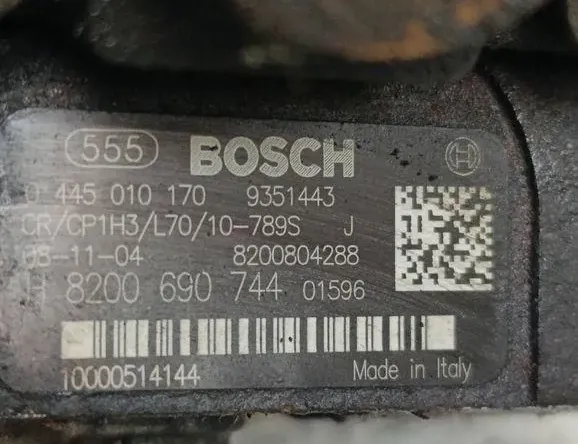 555 BOSCH
0 445 010 170 9351443
CR/CP1H3/L70/10-789S J
08-11-04 8200804288
H 8200 690 744 01596
10000514144 Made in Italy